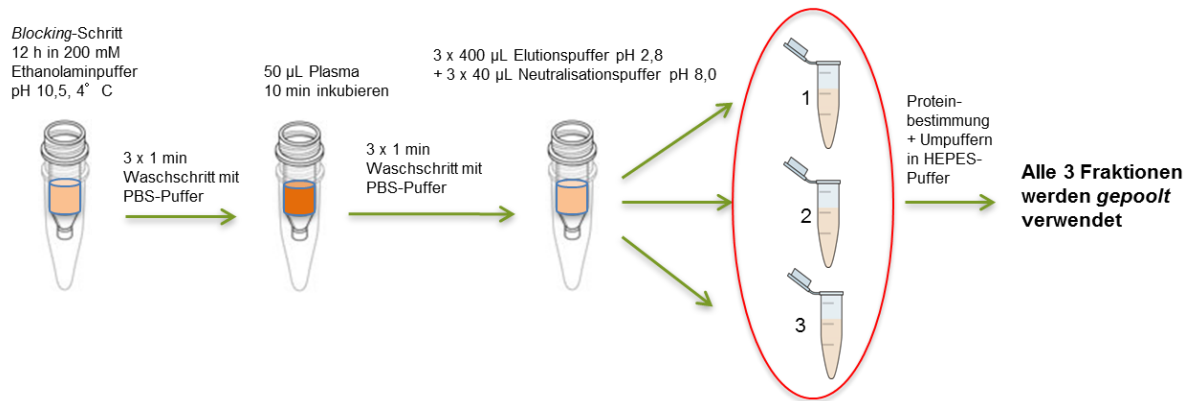 Blocking-Schritt
12 h in 200 mM
Ethanolaminpuffer
pH 10,5, 4° C
3 x 1 min
Waschschritt mit
PBS-Puffer
50 µL Plasma
10 min inkubieren
3 x 1 min
Waschschritt mit
PBS-Puffer
3 x 400 µL Elutionspuffer pH 2,8
+ 3 x 40 µL Neutralisationspuffer pH 8,0
1
2
3
Protein-
bestimmung
+ Umpuffern
in HEPES-
Puffer
Alle 3 Fraktionen
werden gepoolt
verwendet